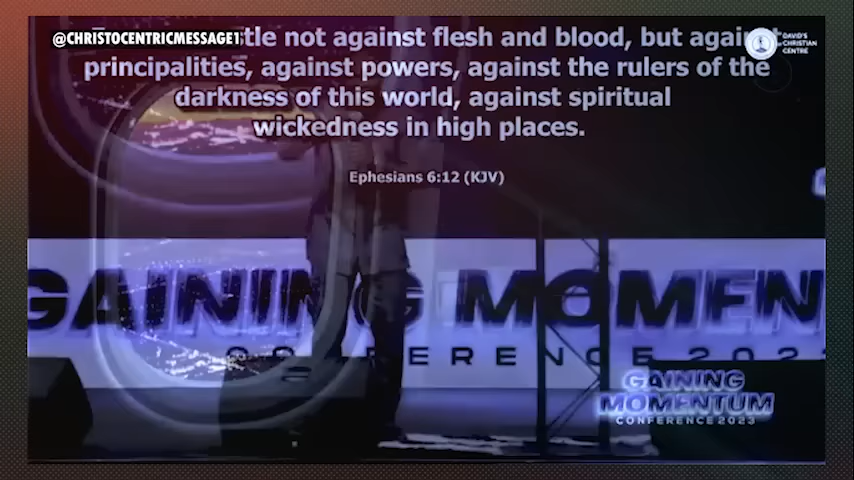 @CHRISTOCENTRICMESSAGE1
not against flesh and blood, but against
principalities, against powers, against the rulers of the
darkness of this world, against spiritual
wickedness in high places.
Ephesians 6:12 (KJV)
DAVID'S
CHRISTIAN
CENTRE
GAINING MOMEN
CONFERENCE 202
GAINING
MOMENTUM
CONFERENCE 2023